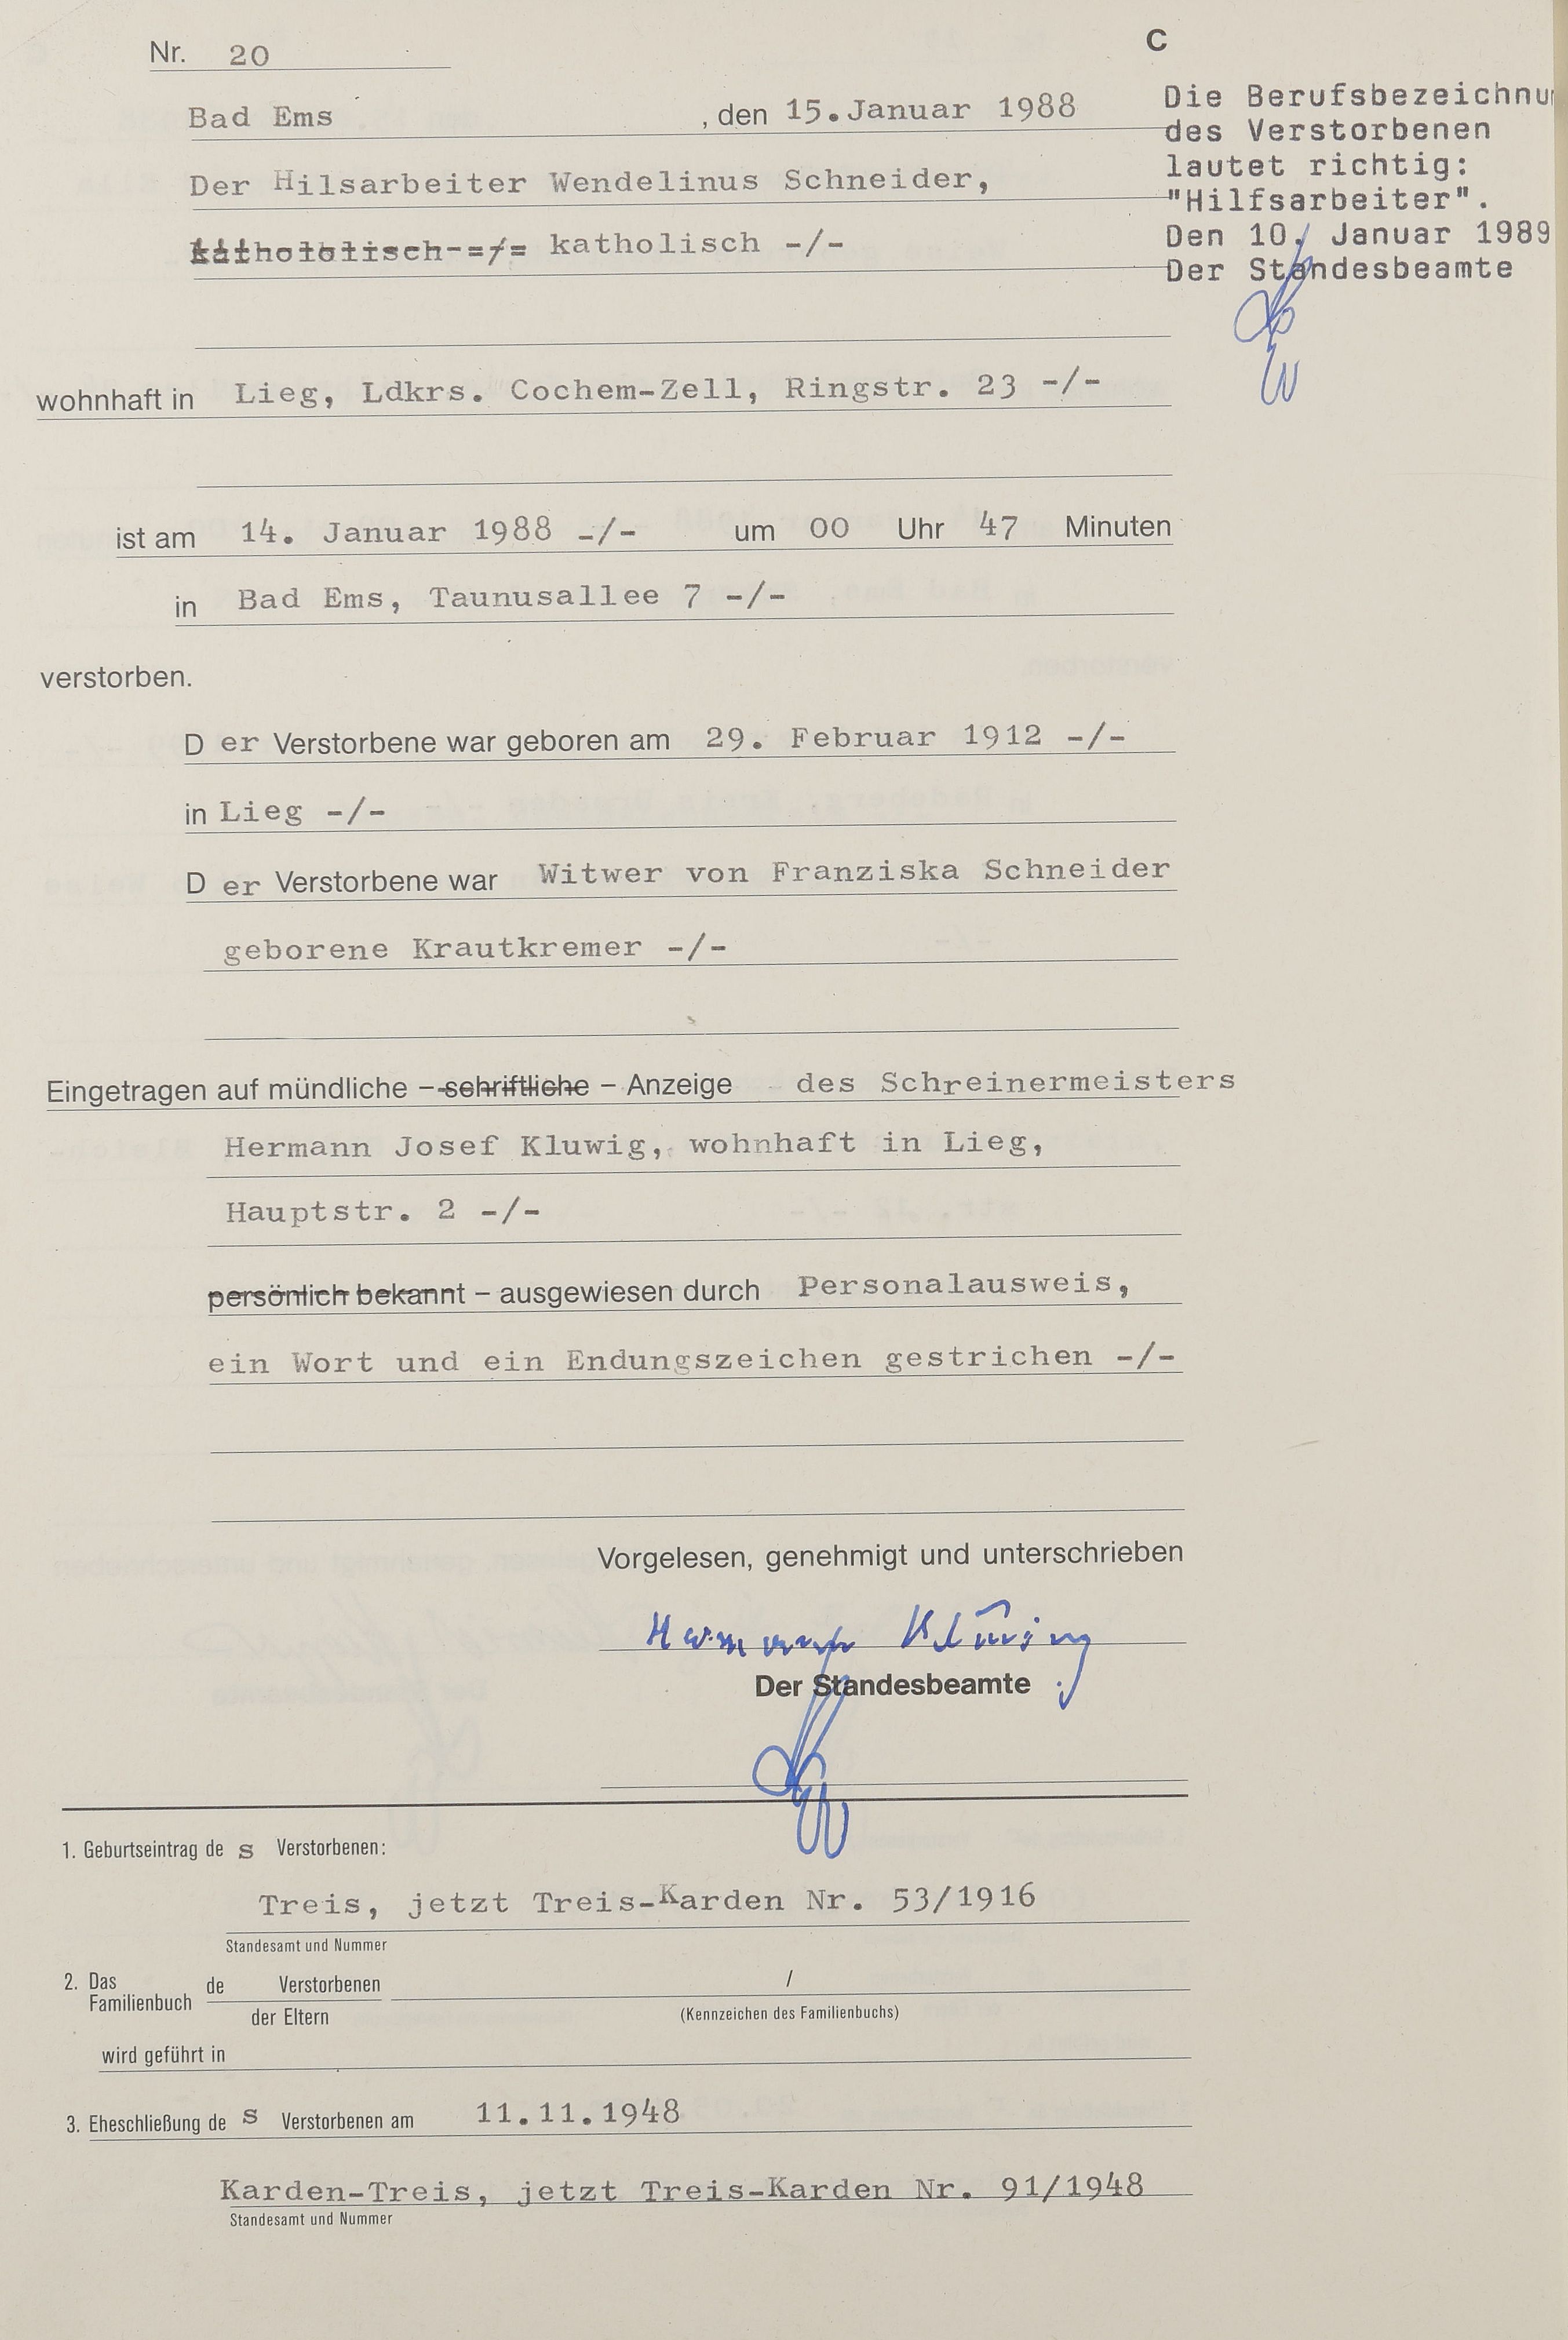 Nr. 20
C
Bad Ems , den 15. Januar 1988
Der Hilsarbeiter Wendelinus Schneider,
katholisch -/-
wohnhaft in Lieg, Ldkrs. Cochem-Zell, Ringstr. 23 -/-
ist am 14. Januar 1988 -/- um 00 Uhr 47 Minuten
in Bad Ems, Taunusallee 7 -/-
verstorben.
D er Verstorbene war geboren am 29. Februar 1912 -/-
in Lieg -/-
D er Verstorbene war Witwer von Franziska Schneider
geborene Krautkremer -/-
Eingetragen auf mündliche – schriftliche – Anzeige des Schreinermeisters
Hermann Josef Kluwig, wohnhaft in Lieg,
Hauptstr. 2 -/-
persönlich bekannt – ausgewiesen durch Personalausweis,
ein Wort und ein Endungszeichen gestrichen -/-
Vorgelesen, genehmigt und unterschrieben
Der Standesbeamte
1. Geburtseintrag de s Verstorbenen:
Treis, jetzt Treis-Karden Nr. 53/1916
Standesamt und Nummer
2. Das Familienbuch de Verstorbenen /
der Eltern (Kennzeichen des Familienbuchs)
wird geführt in
3. Eheschließung de s Verstorbenen am 11.11.1948
Karden-Treis, jetzt Treis-Karden Nr. 91/1948
Standesamt und Nummer
Die Berufsbezeichnu
des Verstorbenen
lautet richtig:
"Hilfsarbeiter".
Den 10. Januar 1989
Der Standesbeamte